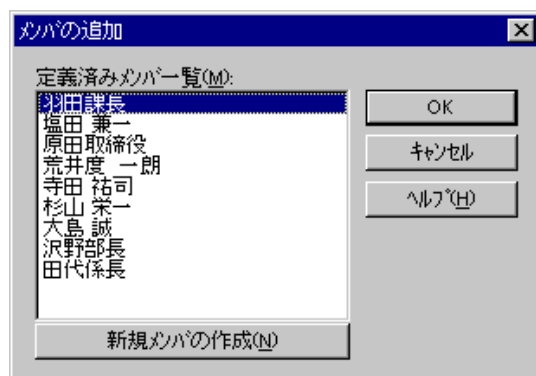 ﾒﾝﾊﾞの追加
定義済みﾒﾝﾊﾞ一覧(M):
羽田課長
塩田 兼一
原田取締役
荒井度 一朗
寺田 祐司
杉山 栄一
大島 誠
沢野部長
田代係長
OK
ｷｬﾝｾﾙ
ﾍﾙﾌﾟ(H)
新規ﾒﾝﾊﾞの作成(N)